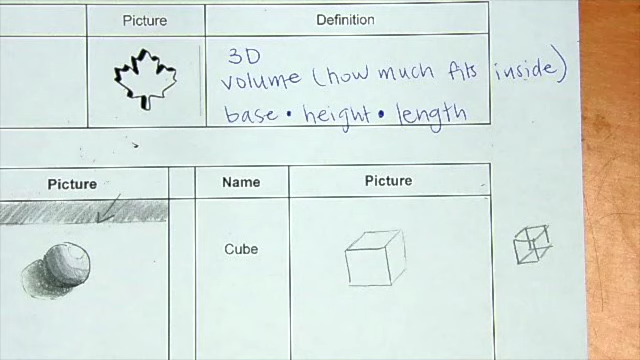 Picture Definition
3D
volume (how much fits inside)
base • height • length
Picture Name Picture
Cube